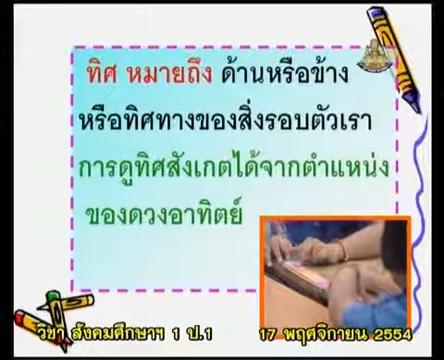 ทิศ หมายถึง ด้านหรือข้าง
หรือทิศทางของสิ่งรอบตัวเรา
การดูทิศสังเกตได้จากตำแหน่ง
ของดวงอาทิตย์
วิชา สังคมศึกษาฯ 1 ป.1
17 พฤศจิกายน 2554